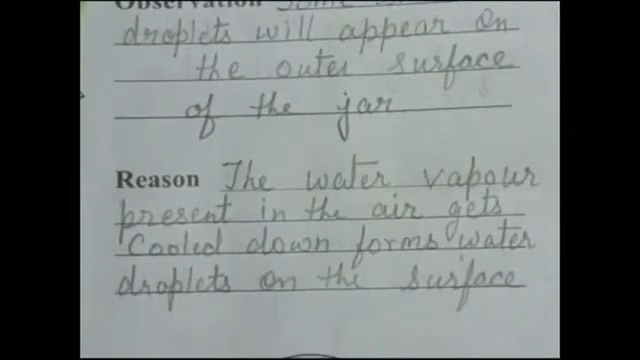 Observation Some
droplets will appear on
the outer surface
of the jar
Reason The water vapour
present in the air gets
Cooled down forms water
droplets on the surface